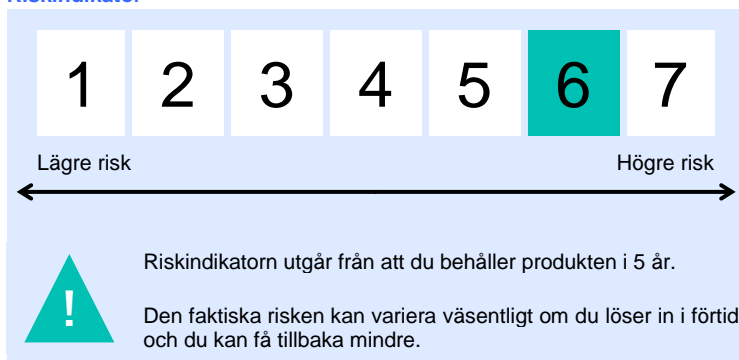 Riskindikator
1 2 3 4 5 6 7
Lägre risk Högre risk
!
Riskindikatorn utgår från att du behåller produkten i 5 år.
Den faktiska risken kan variera väsentligt om du löser in i förtid
och du kan få tillbaka mindre.